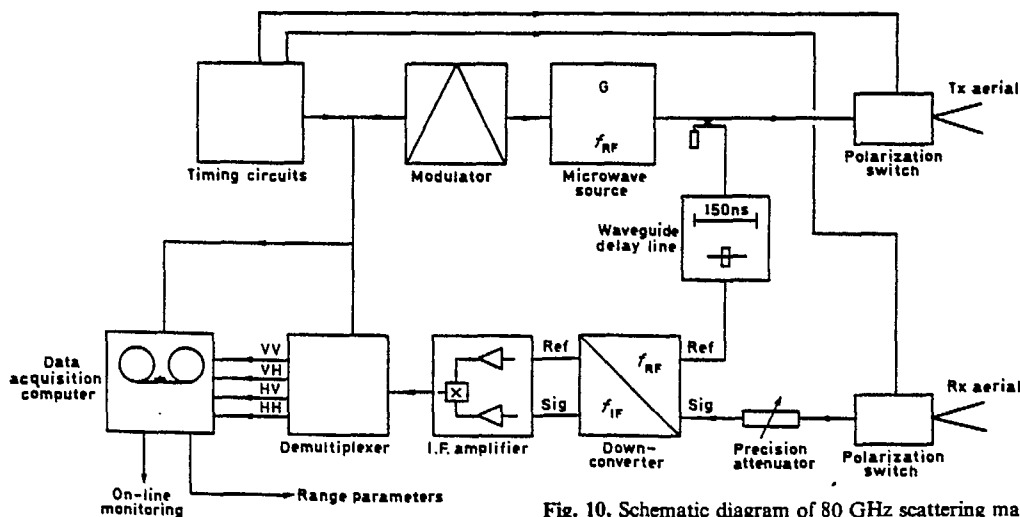 G
f_RF
Tx aerial
Timing circuits
Modulator
Microwave
source
Polarization
switch
150ns
Waveguide
delay line
Data
acquisition
computer
VV
VH
HV
HH
Ref
Sig
f_RF
f_IF
Ref
Sig
Rx aerial
Demultiplexer
I.F. amplifier
Down-
converter
Precision
attenuator
Polarization
switch
On-line
monitoring
Range parameters
Fig. 10. Schematic diagram of 80 GHz scattering ma